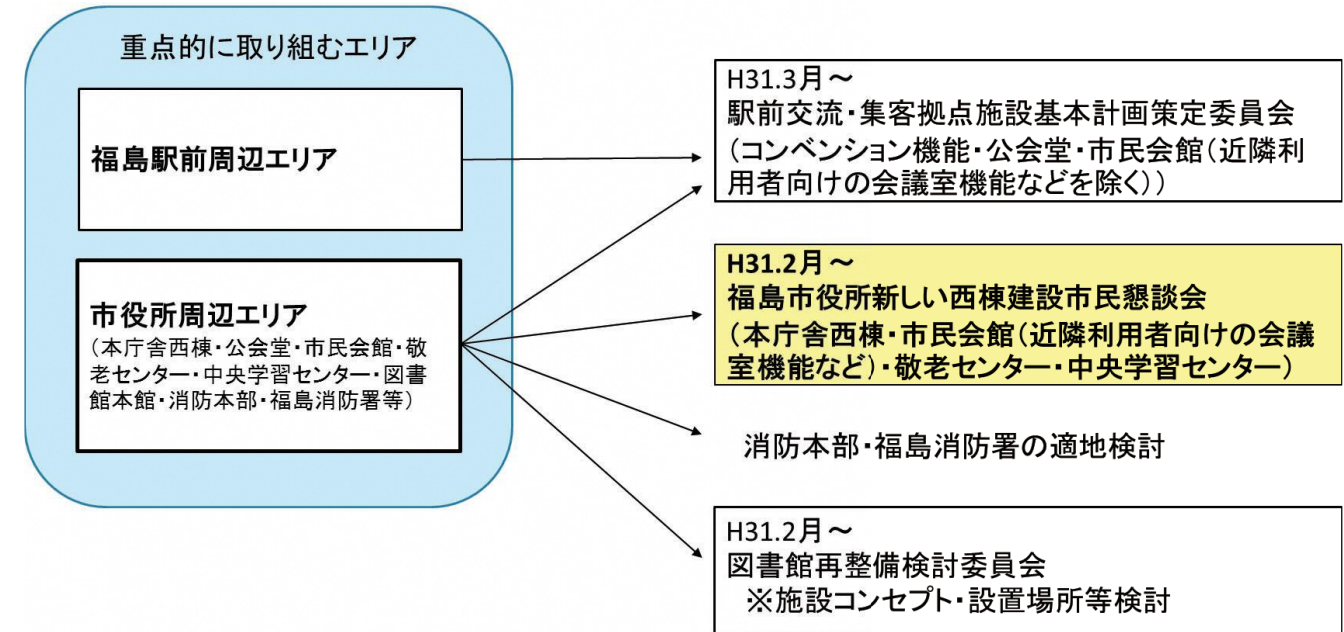 重点的に取り組むエリア
福島駅前周辺エリア
市役所周辺エリア
（本庁舎西棟・公会堂・市民会館・敬
老センター・中央学習センター・図書
館本館・消防本部・福島消防署等）
H31.3月～
駅前交流・集客拠点施設基本計画策定委員会
（コンベンション機能・公会堂・市民会館（近隣利
用者向けの会議室機能などを除く））
H31.2月～
福島市役所新しい西棟建設市民懇談会
（本庁舎西棟・市民会館（近隣利用者向けの会議
室機能など）・敬老センター・中央学習センター）
消防本部・福島消防署の適地検討
H31.2月～
図書館再整備検討委員会
※施設コンセプト・設置場所等検討